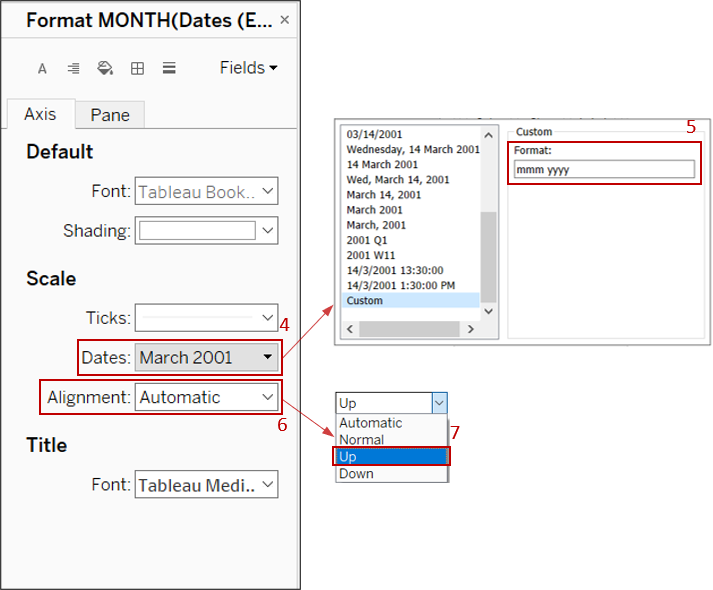 Format MONTH(Dates (E... ×
A
Fields
Axis
Pane
Default
Font: Tableau Book..
Shading:
Scale
Ticks:
4
Dates: March 2001
Alignment: Automatic
6
Title
Font: Tableau Medi..
03/14/2001
Wednesday, 14 March 2001
14 March 2001
Wed, March 14, 2001
March 14, 2001
March 2001
March, 2001
2001 Q1
2001 W11
14/3/2001 13:30:00
14/3/2001 1:30:00 PM
Custom
Custom
5
Format:
mmm yyyy
Up
Automatic
7
Normal
Up
Down